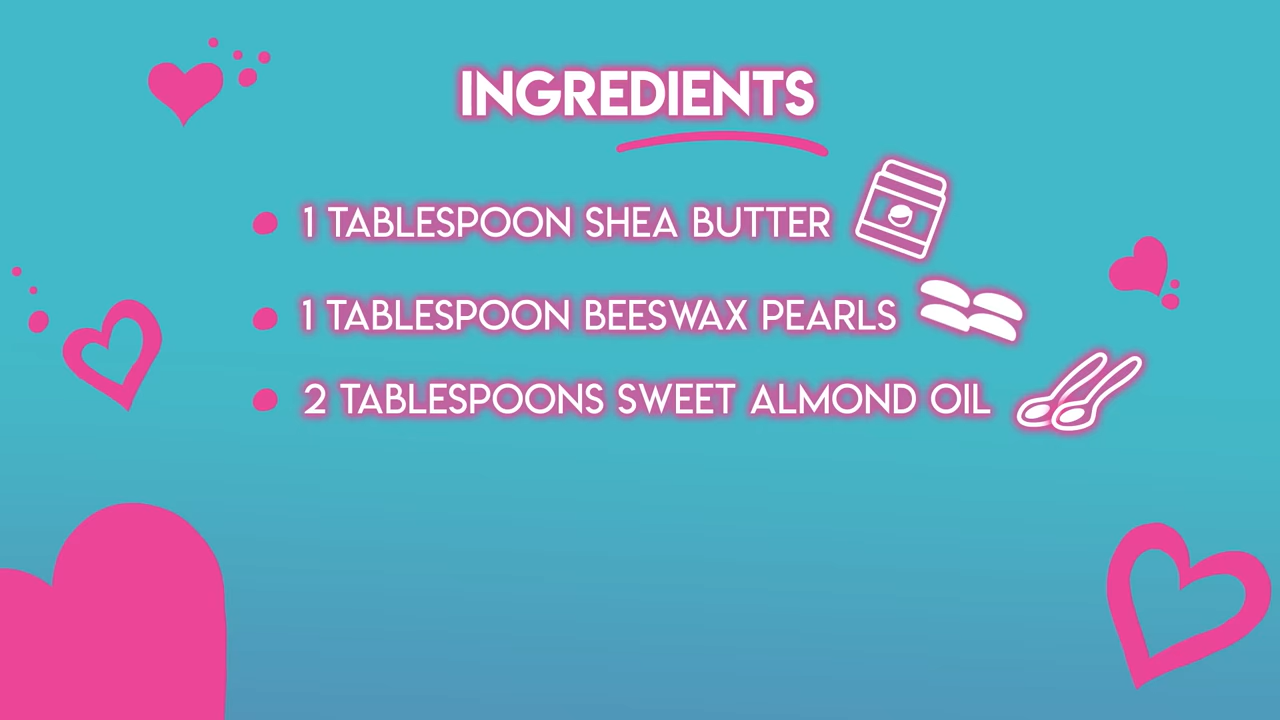 INGREDIENTS
1 TABLESPOON SHEA BUTTER
1 TABLESPOON BEESWAX PEARLS
2 TABLESPOONS SWEET ALMOND OIL